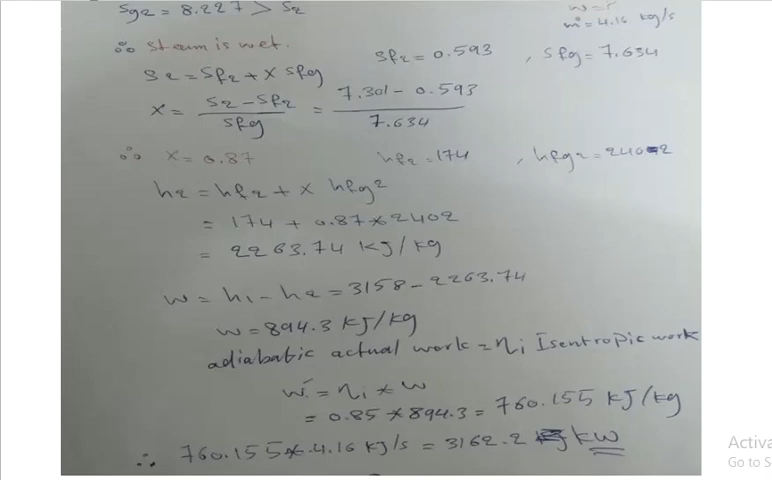 Sg2 = 8.227 > S2
ṁ = 4.16 kg/s
∴ Steam is wet.
Sf2 = 0.593 , Sfg = 7.634
S2 = Sf2 + x Sfg
x = S2 - Sf2 / Sfg = 7.301 - 0.593 / 7.634
∴ x = 0.87 hf2 = 174 , hfg2 = 2402
h2 = hf2 + x hfg2
= 174 + 0.87 * 2402
= 2263.74 KJ/kg
w = h1 - h2 = 3158 - 2263.74
w = 894.3 KJ/kg
adiabatic actual work = ηi Isentropic work
w' = ηi * w
= 0.85 * 894.3 = 760.155 KJ/kg
∴ 760.155 * 4.16 kg/s = 3162.2 kw
Activa
Go to S